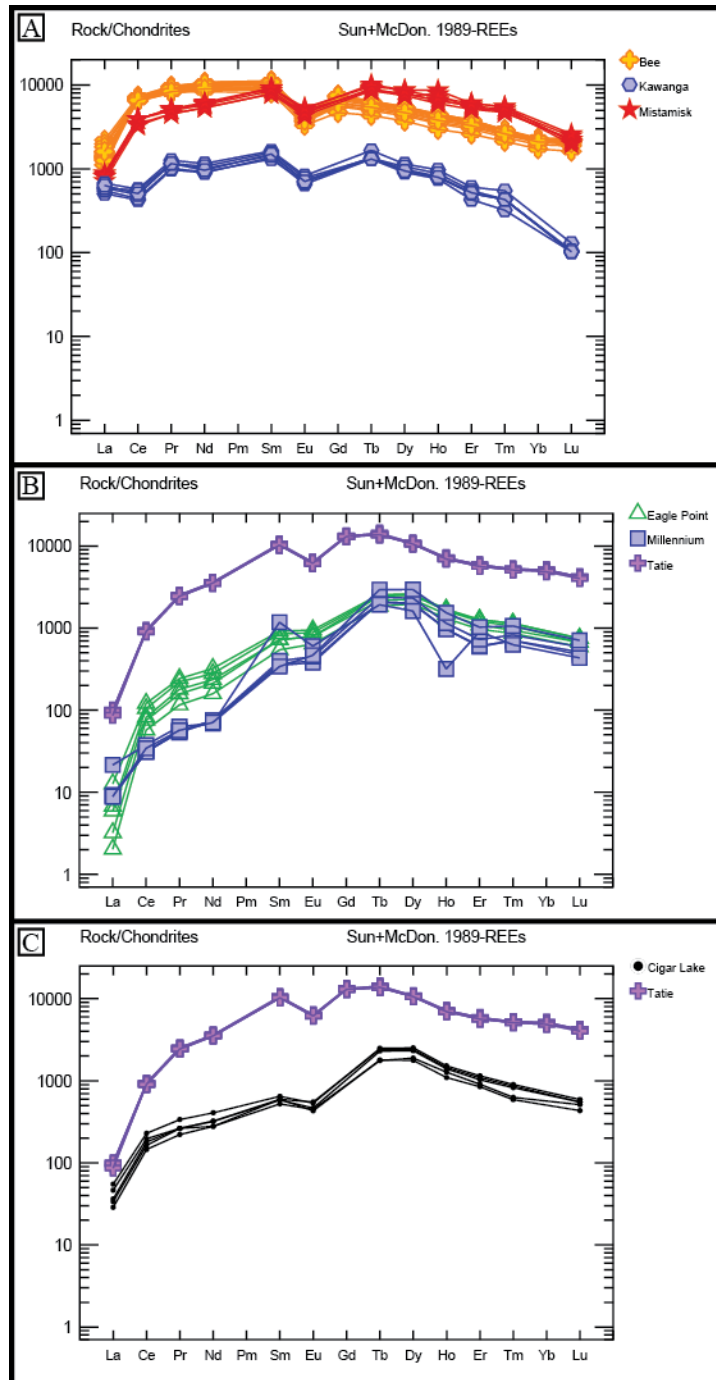 A
Rock/Chondrites Sun+McDon. 1989-REEs
Bee
Kawanga
Mistamisk
10000
1000
100
10
1
La Ce Pr Nd Pm Sm Eu Gd Tb Dy Ho Er Tm Yb Lu
B
Rock/Chondrites Sun+McDon. 1989-REEs
Eagle Point
Millennium
Tatie
10000
1000
100
10
1
La Ce Pr Nd Pm Sm Eu Gd Tb Dy Ho Er Tm Yb Lu
C
Rock/Chondrites Sun+McDon. 1989-REEs
Cigar Lake
Tatie
10000
1000
100
10
1
La Ce Pr Nd Pm Sm Eu Gd Tb Dy Ho Er Tm Yb Lu